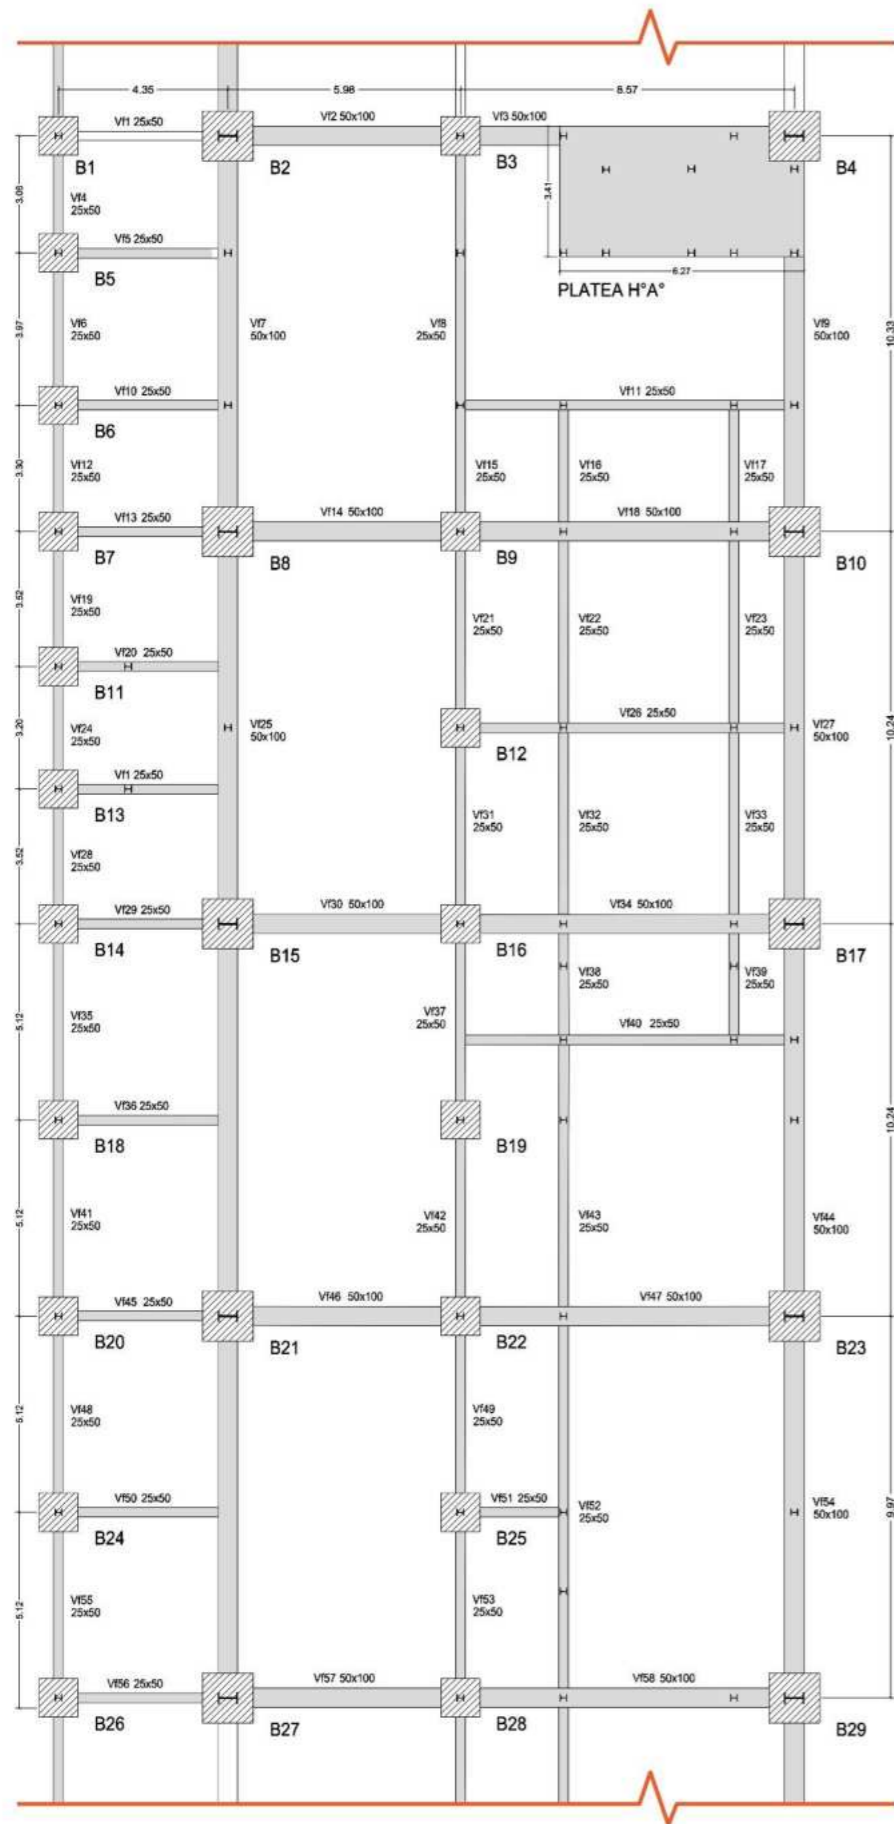 4.35
5.98
8.57
Vf1 25x50
Vf2 50x100
Vf3 50x100
B1
B2
B3
B4
3.08
Vf4
25x50
3.41
Vf5 25x50
B5
6.27
PLATEA H°A°
3.97
Vf6
25x50
Vf7
50x100
Vf8
25x50
Vf9
50x100
10.33
Vf10 25x50
Vf11 25x50
B6
3.30
Vf12
25x50
Vf15
25x50
Vf16
25x50
Vf17
25x50
Vf13 25x50
Vf14 50x100
Vf18 50x100
B7
B8
B9
B10
3.52
Vf19
25x50
Vf21
25x50
Vf22
25x50
Vf23
25x50
Vf20 25x50
B11
3.20
Vf24
25x50
Vf25
50x100
Vf26 25x50
Vf27
50x100
10.24
B12
Vf1 25x50
B13
Vf31
25x50
Vf32
25x50
Vf33
25x50
3.52
Vf28
25x50
Vf29 25x50
Vf30 50x100
Vf34 50x100
B14
B15
B16
B17
Vf38
25x50
Vf39
25x50
5.12
Vf35
25x50
Vf37
25x50
Vf40 25x50
Vf36 25x50
B18
B19
10.24
5.12
Vf41
25x50
Vf42
25x50
Vf43
25x50
Vf44
50x100
Vf45 25x50
Vf46 50x100
Vf47 50x100
B20
B21
B22
B23
5.12
Vf48
25x50
Vf49
25x50
Vf50 25x50
Vf51 25x50
Vf52
25x50
Vf54
50x100
9.97
B24
B25
5.12
Vf55
25x50
Vf53
25x50
Vf56 25x50
Vf57 50x100
Vf58 50x100
B26
B27
B28
B29